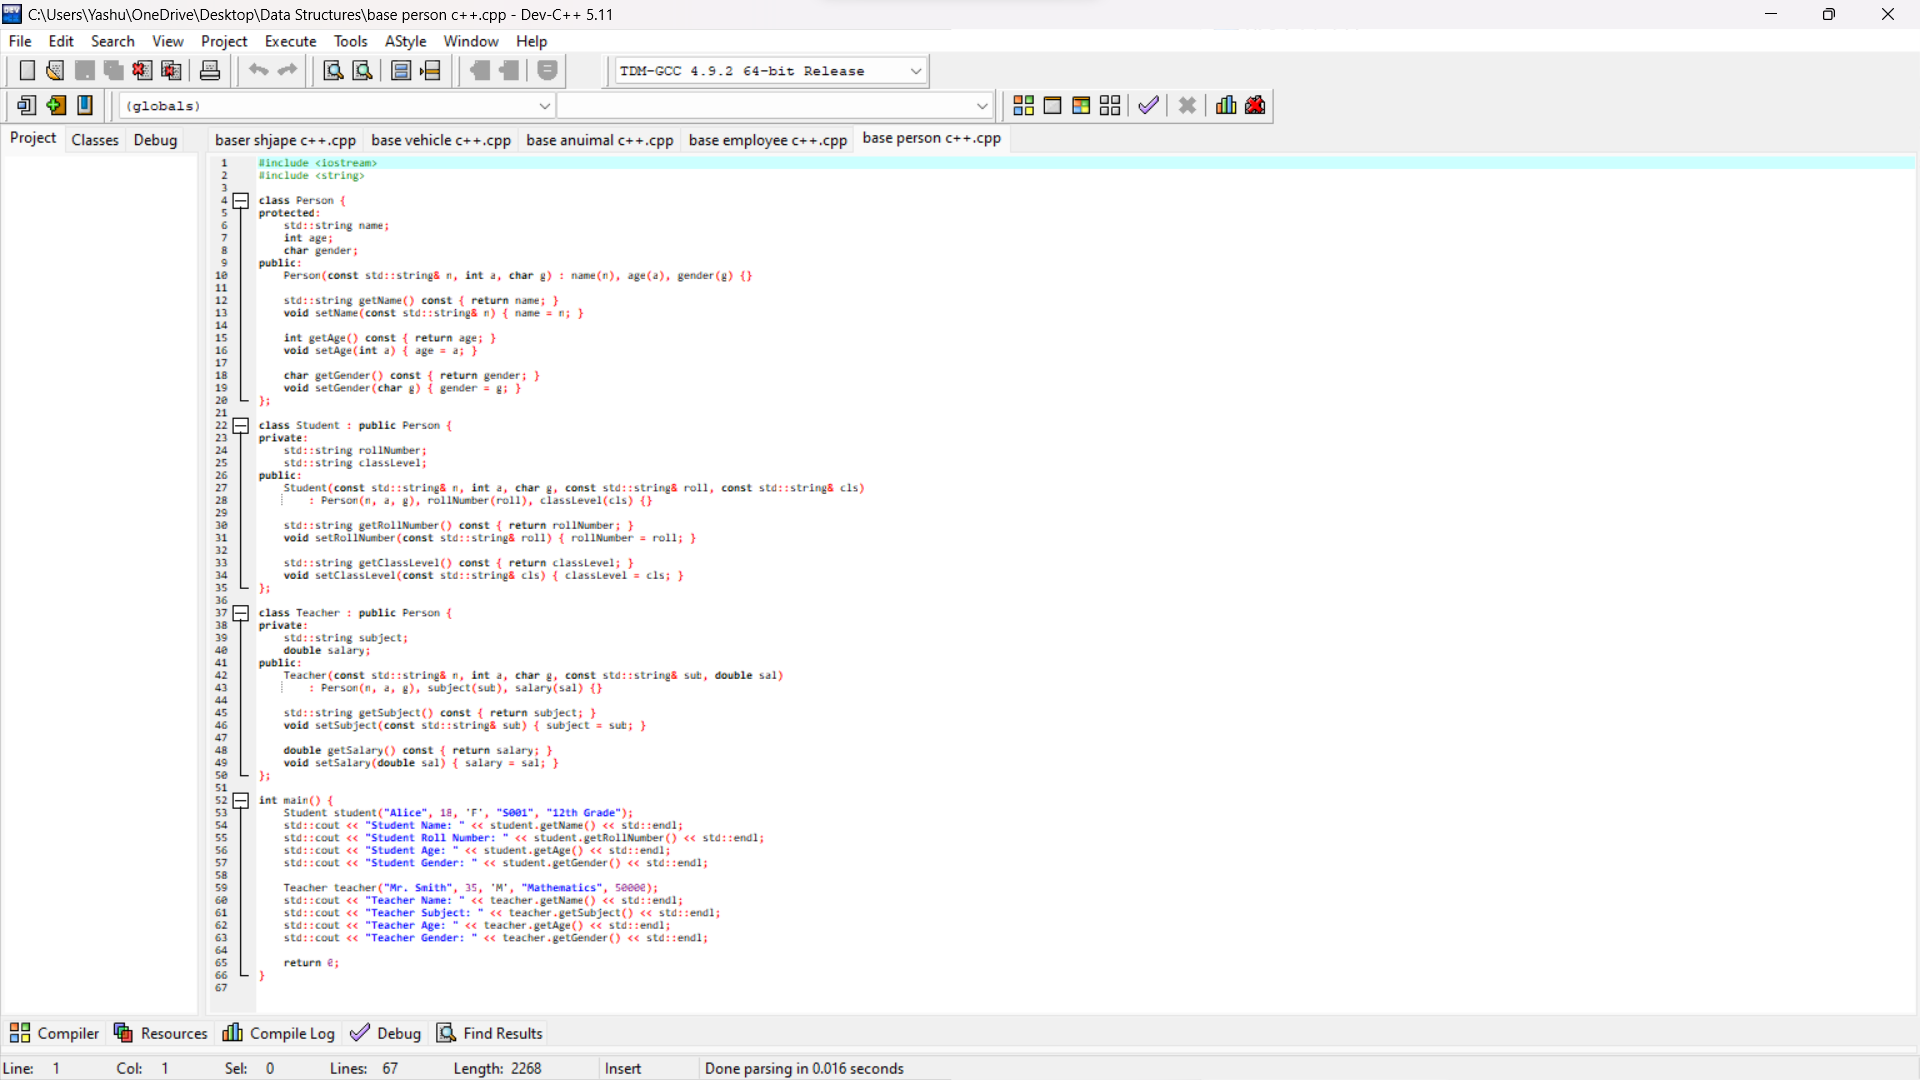 C:\Users\Yashu\OneDrive\Desktop\Data Structures\base person c++.cpp - Dev-C++ 5.11
File Edit Search View Project Execute Tools AStyle Window Help
TDM-GCC 4.9.2 64-bit Release
(globals)
Project Classes Debug
baser shjape c++.cpp base vehicle c++.cpp base anuimal c++.cpp base employee c++.cpp base person c++.cpp
1 #include <iostream>
2 #include <string>
3
4 class Person {
5 protected:
6     std::string name;
7     int age;
8     char gender;
9 public:
10     Person(const std::string& n, int a, char g) : name(n), age(a), gender(g) {}
11
12     std::string getName() const { return name; }
13     void setName(const std::string& n) { name = n; }
14
15     int getAge() const { return age; }
16     void setAge(int a) { age = a; }
17
18     char getGender() const { return gender; }
19     void setGender(char g) { gender = g; }
20 };
21
22 class Student : public Person {
23 private:
24     std::string rollNumber;
25     std::string classLevel;
26 public:
27     Student(const std::string& n, int a, char g, const std::string& roll, const std::string& cls)
28         : Person(n, a, g), rollNumber(roll), classLevel(cls) {}
29
30     std::string getRollNumber() const { return rollNumber; }
31     void setRollNumber(const std::string& roll) { rollNumber = roll; }
32
33     std::string getClassLevel() const { return classLevel; }
34     void setClassLevel(const std::string& cls) { classLevel = cls; }
35 };
36
37 class Teacher : public Person {
38 private:
39     std::string subject;
40     double salary;
41 public:
42     Teacher(const std::string& n, int a, char g, const std::string& sub, double sal)
43         : Person(n, a, g), subject(sub), salary(sal) {}
44
45     std::string getSubject() const { return subject; }
46     void setSubject(const std::string& sub) { subject = sub; }
47
48     double getSalary() const { return salary; }
49     void setSalary(double sal) { salary = sal; }
50 };
51
52 int main() {
53     Student student("Alice", 18, 'F', "S001", "12th Grade");
54     std::cout << "Student Name: " << student.getName() << std::endl;
55     std::cout << "Student Roll Number: " << student.getRollNumber() << std::endl;
56     std::cout << "Student Age: " << student.getAge() << std::endl;
57     std::cout << "Student Gender: " << student.getGender() << std::endl;
58
59     Teacher teacher("Mr. Smith", 35, 'M', "Mathematics", 50000);
60     std::cout << "Teacher Name: " << teacher.getName() << std::endl;
61     std::cout << "Teacher Subject: " << teacher.getSubject() << std::endl;
62     std::cout << "Teacher Age: " << teacher.getAge() << std::endl;
63     std::cout << "Teacher Gender: " << teacher.getGender() << std::endl;
64
65     return 0;
66 }
67
Compiler Resources Compile Log Debug Find Results
Line: 1 Col: 1 Sel: 0 Lines: 67 Length: 2268 Insert Done parsing in 0.016 seconds